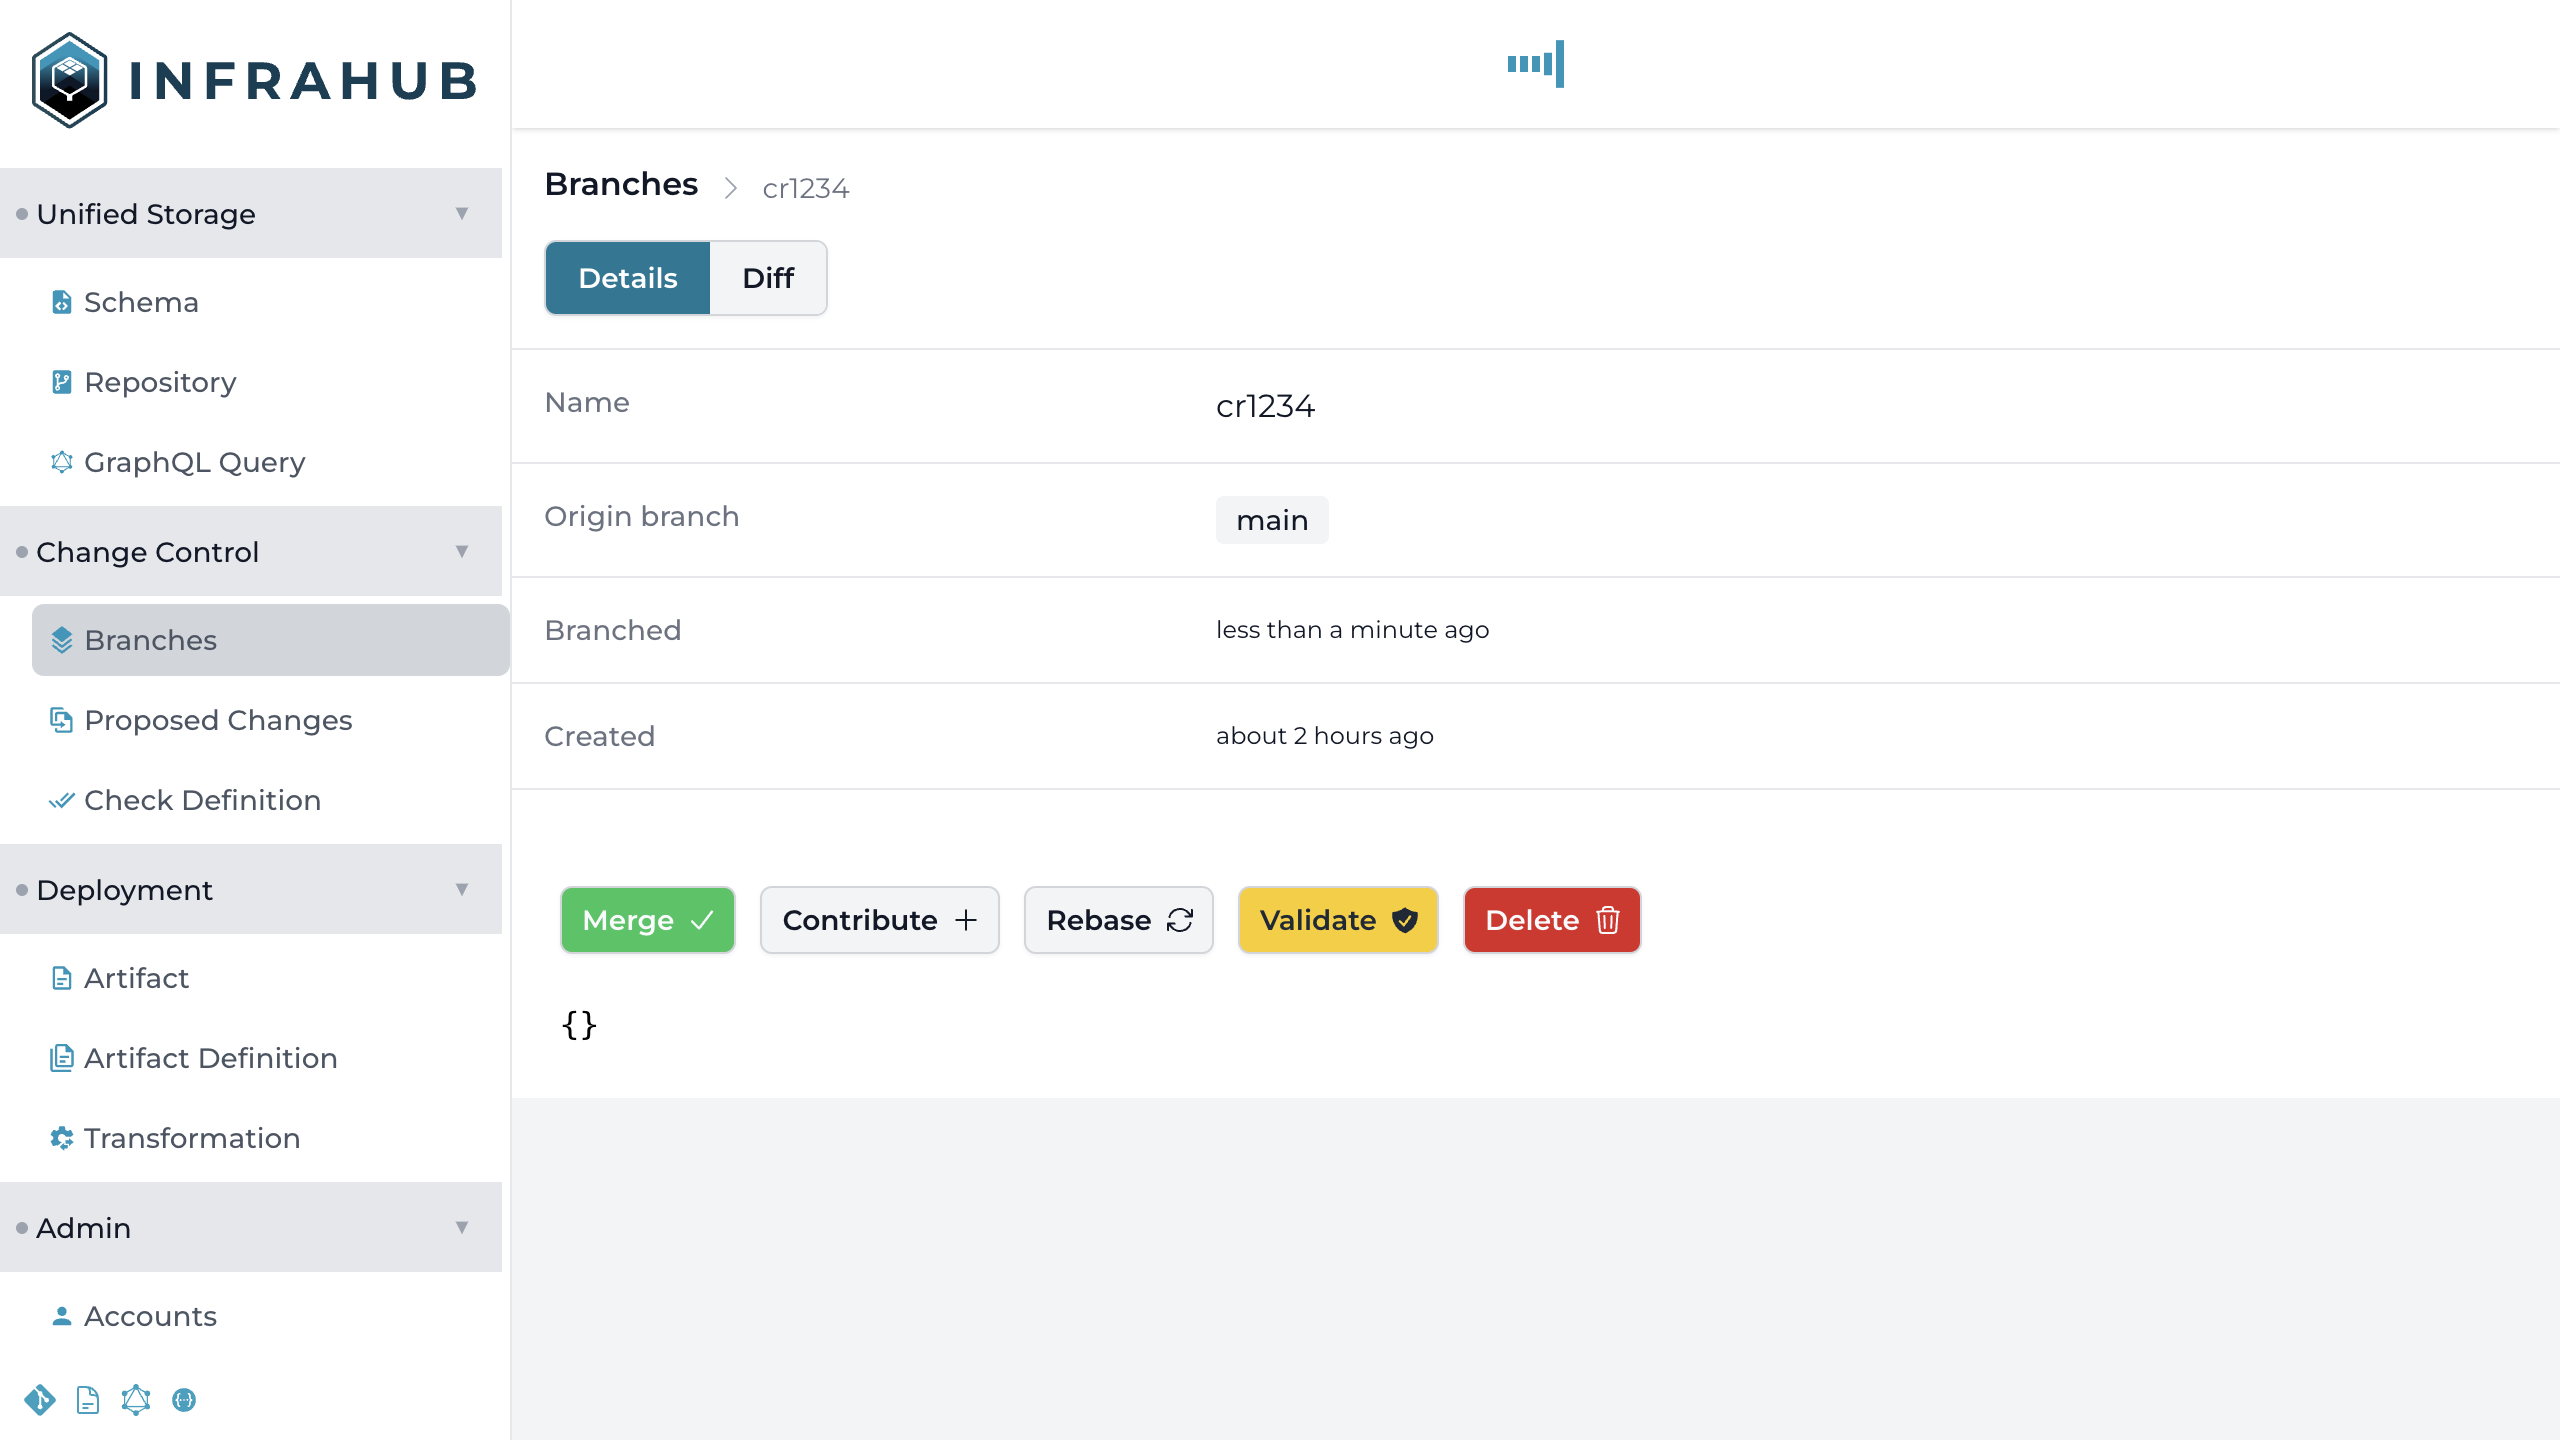 INFRAHUB
Unified Storage
Schema
Repository
GraphQL Query
Change Control
Branches
Proposed Changes
Check Definition
Deployment
Artifact
Artifact Definition
Transformation
Admin
Accounts
Branches > cr1234
Details Diff
Name cr1234
Origin branch main
Branched less than a minute ago
Created about 2 hours ago
Merge Contribute Rebase Validate Delete
{}